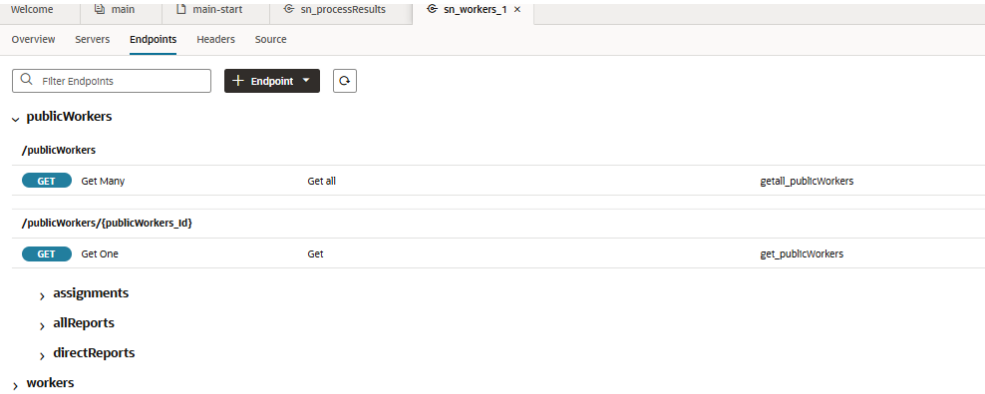 Welcome main main-start sn_processResults sn_workers_1 ×
Overview Servers Endpoints Headers Source
Filter Endpoints + Endpoint
publicWorkers
/publicWorkers
GET Get Many Get all getall_publicWorkers
/publicWorkers/{publicWorkers_Id}
GET Get One Get get_publicWorkers
assignments
allReports
directReports
workers